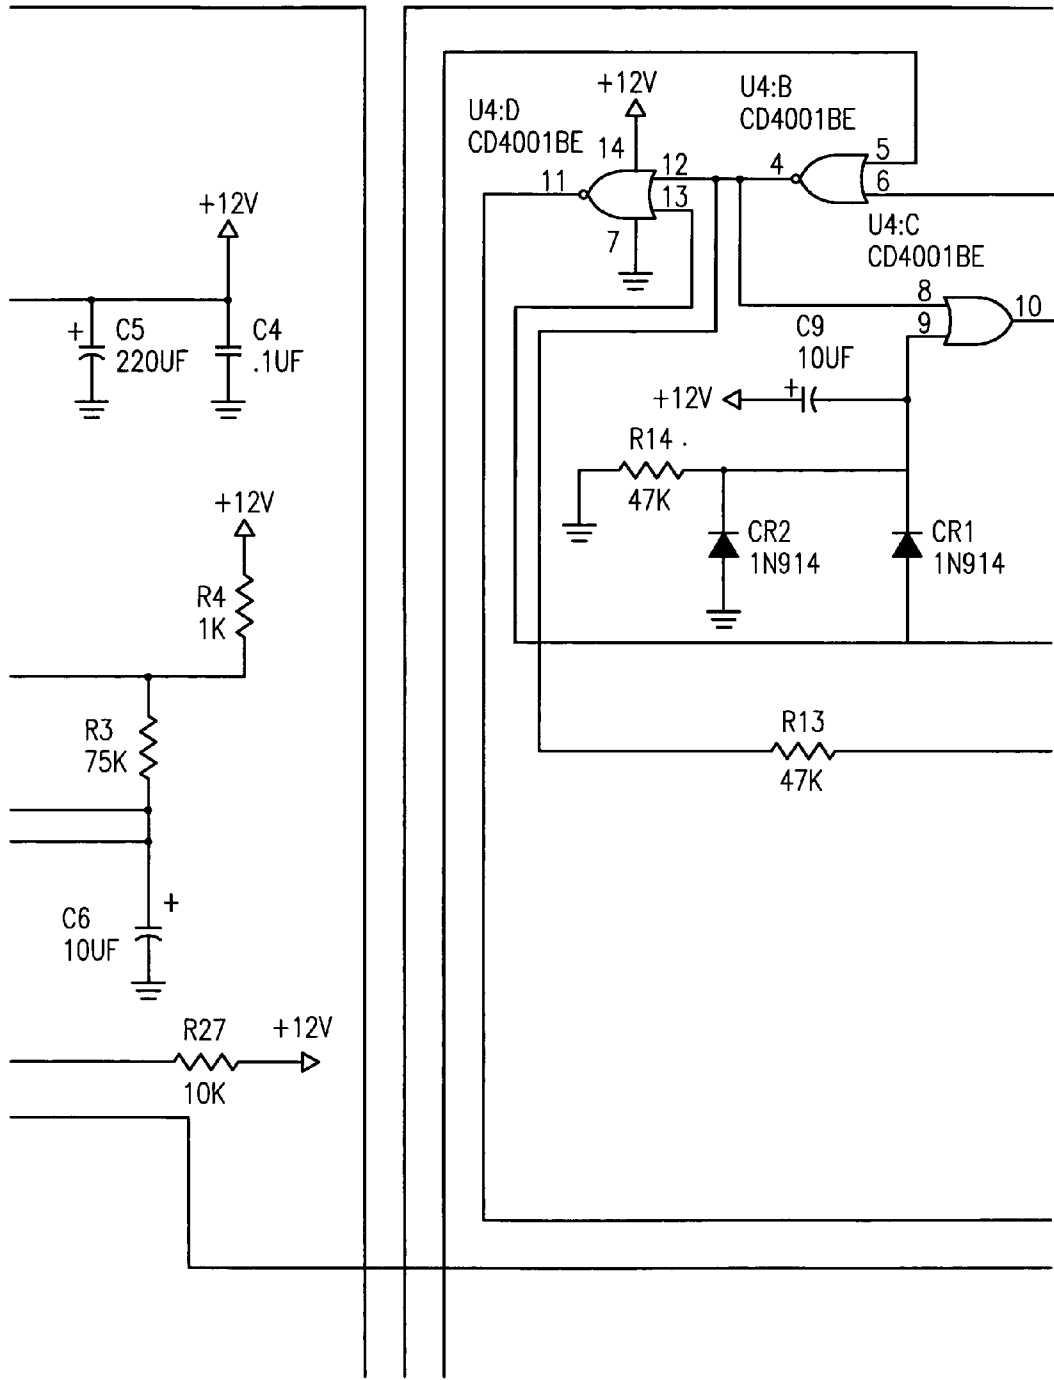 U4:D
CD4001BE
+12V
14
11
12
13
7
U4:B
CD4001BE
4
5
6
U4:C
CD4001BE
8
9
10
+12V
+
C5
220UF
C4
.1UF
C9
10UF
+12V
+
R14
47K
CR2
1N914
CR1
1N914
+12V
R4
1K
R3
75K
R13
47K
C6
10UF
+
R27
10K
+12V